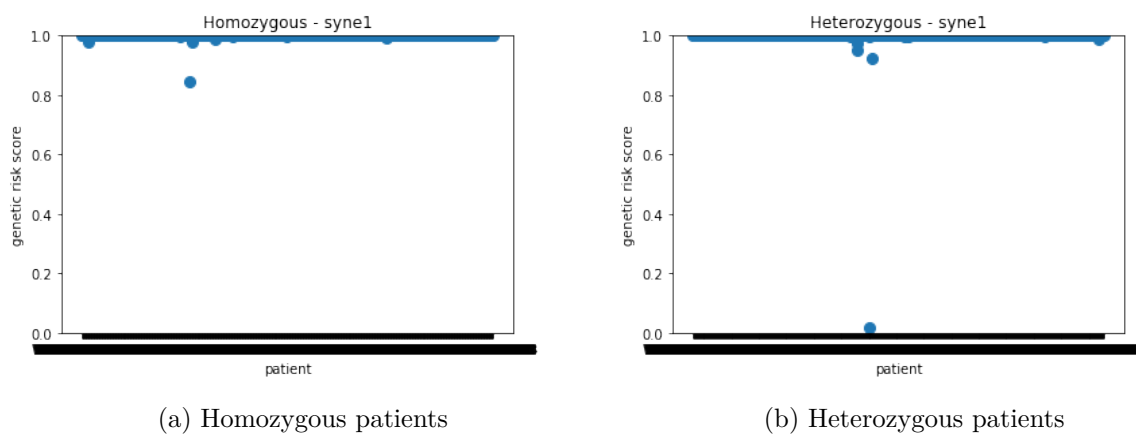 Homozygous - syne1
1.0
0.8
0.6
0.4
0.2
0.0
genetic risk score
patient
(a) Homozygous patients
Heterozygous - syne1
1.0
0.8
0.6
0.4
0.2
0.0
genetic risk score
patient
(b) Heterozygous patients